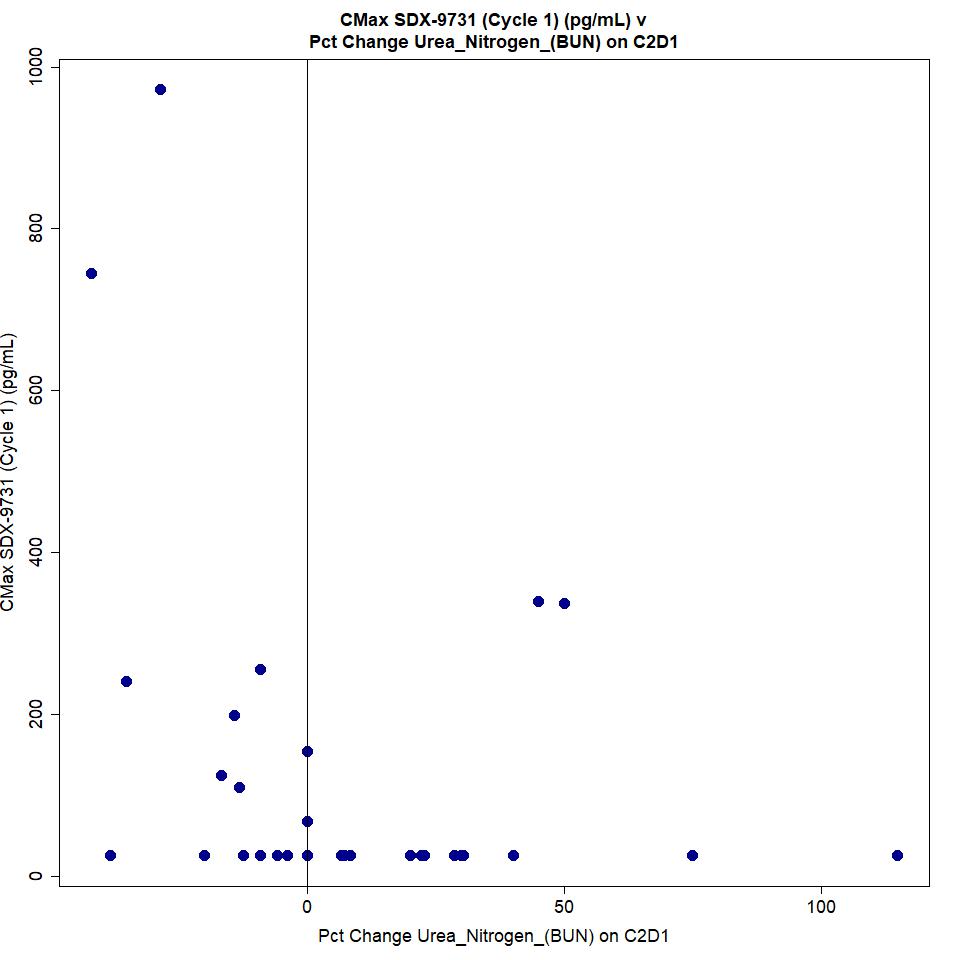 CMax SDX-9731 (Cycle 1) (pg/mL) v
Pct Change Urea_Nitrogen_(BUN) on C2D1
CMax SDX-9731 (Cycle 1) (pg/mL)
1000
800
600
400
200
0
0 50 100
Pct Change Urea_Nitrogen_(BUN) on C2D1